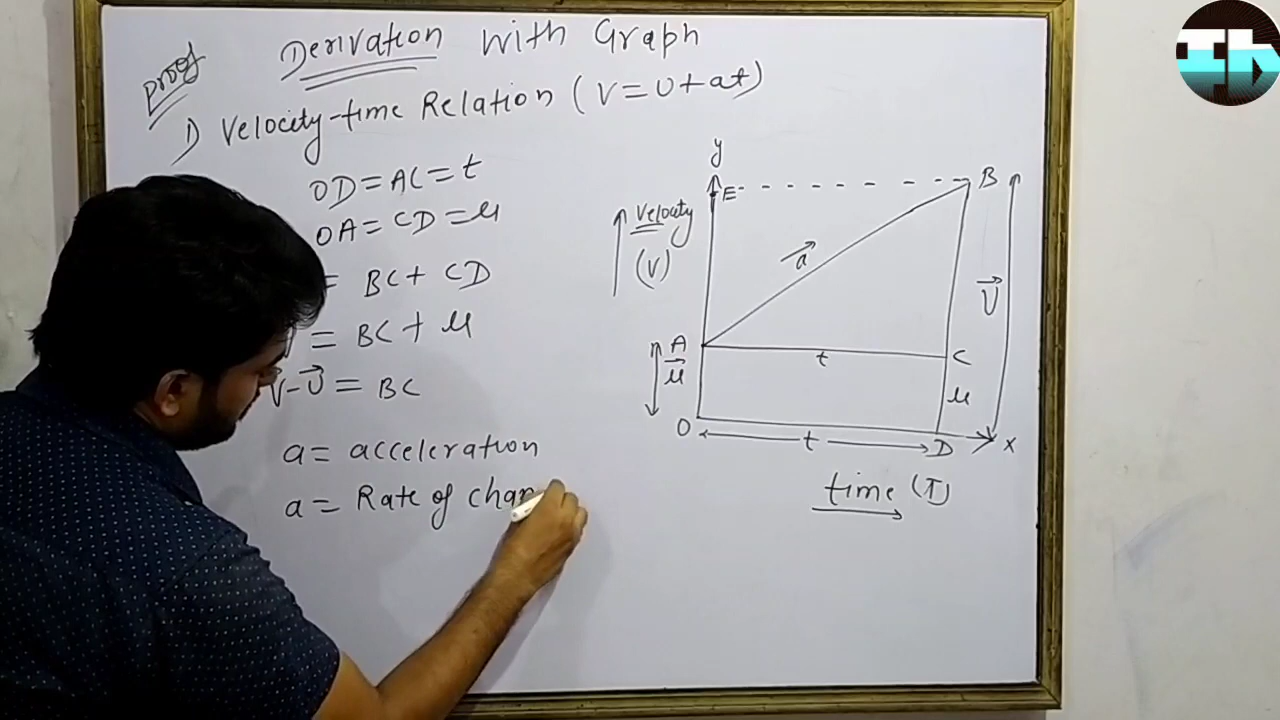 Proof
Derivation with Graph
1) Velocity-time Relation (V=U+at)
OD=AC=t
OA=CD=u
= BC+ CD
= BC+ u
V-U⃗ = BC
a= acceleration
a= Rate of chan
y
E
B
Velocity
(V)
a⃗
V⃗
A
t
C
u⃗
u
O
t
D
X
time (T)